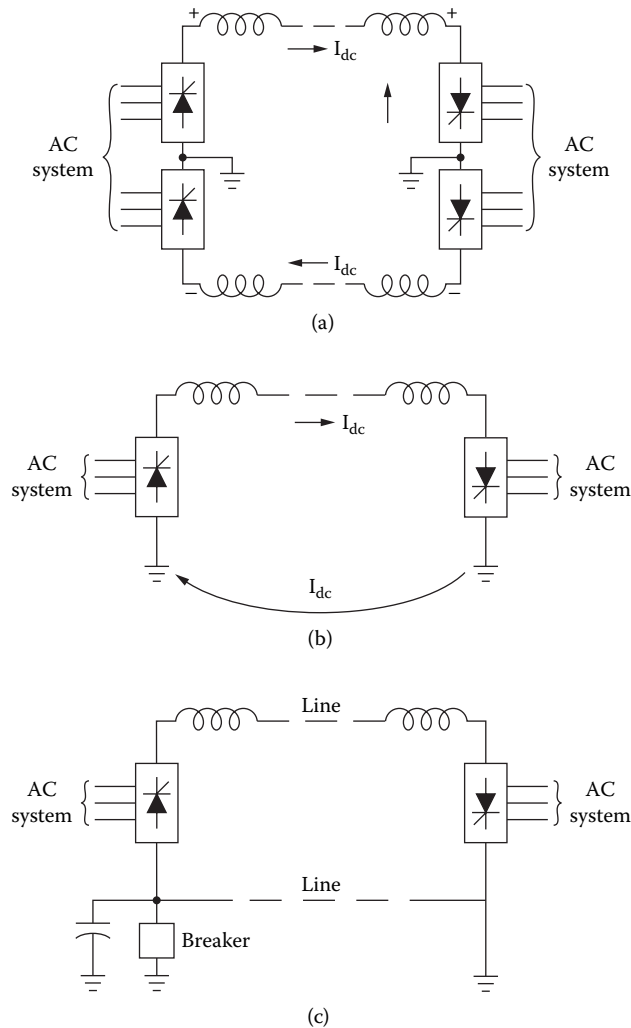 + +
I_dc
AC
system
AC
system
I_dc
− −
(a)
I_dc
AC
system
AC
system
I_dc
(b)
Line
AC
system
AC
system
Line
Breaker
(c)